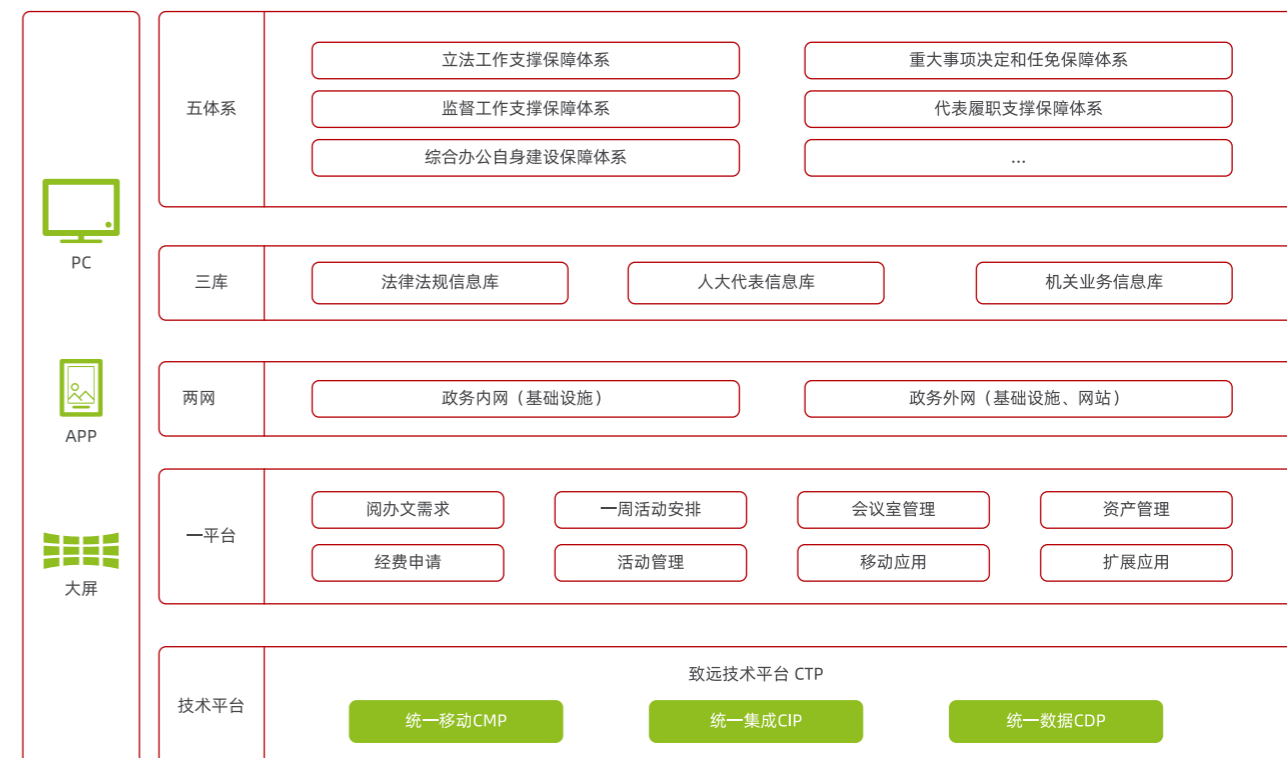 PC
APP
大屏
五体系
立法工作支撑保障体系
重大事项决定和任免保障体系
监督工作支撑保障体系
代表履职支撑保障体系
综合办公自身建设保障体系
...
三库
法律法规信息库
人大代表信息库
机关业务信息库
两网
政务内网（基础设施）
政务外网（基础设施、网站）
一平台
阅办文需求
一周活动安排
会议室管理
资产管理
经费申请
活动管理
移动应用
扩展应用
技术平台
致远技术平台 CTP
统一移动CMP
统一集成CIP
统一数据CDP